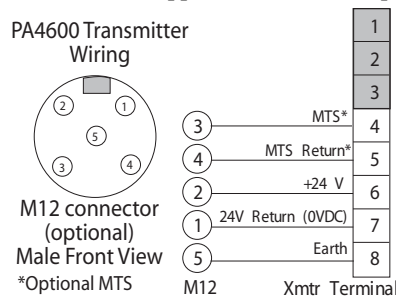 PA4600 Transmitter
Wiring
2
1
5
3
4
M12 connector
(optional)
Male Front View
*Optional MTS
1
2
3
3 MTS* 4
4 MTS Return* 5
2 +24 V 6
1 24V Return (0VDC) 7
5 Earth 8
M12 Xmtr Terminal